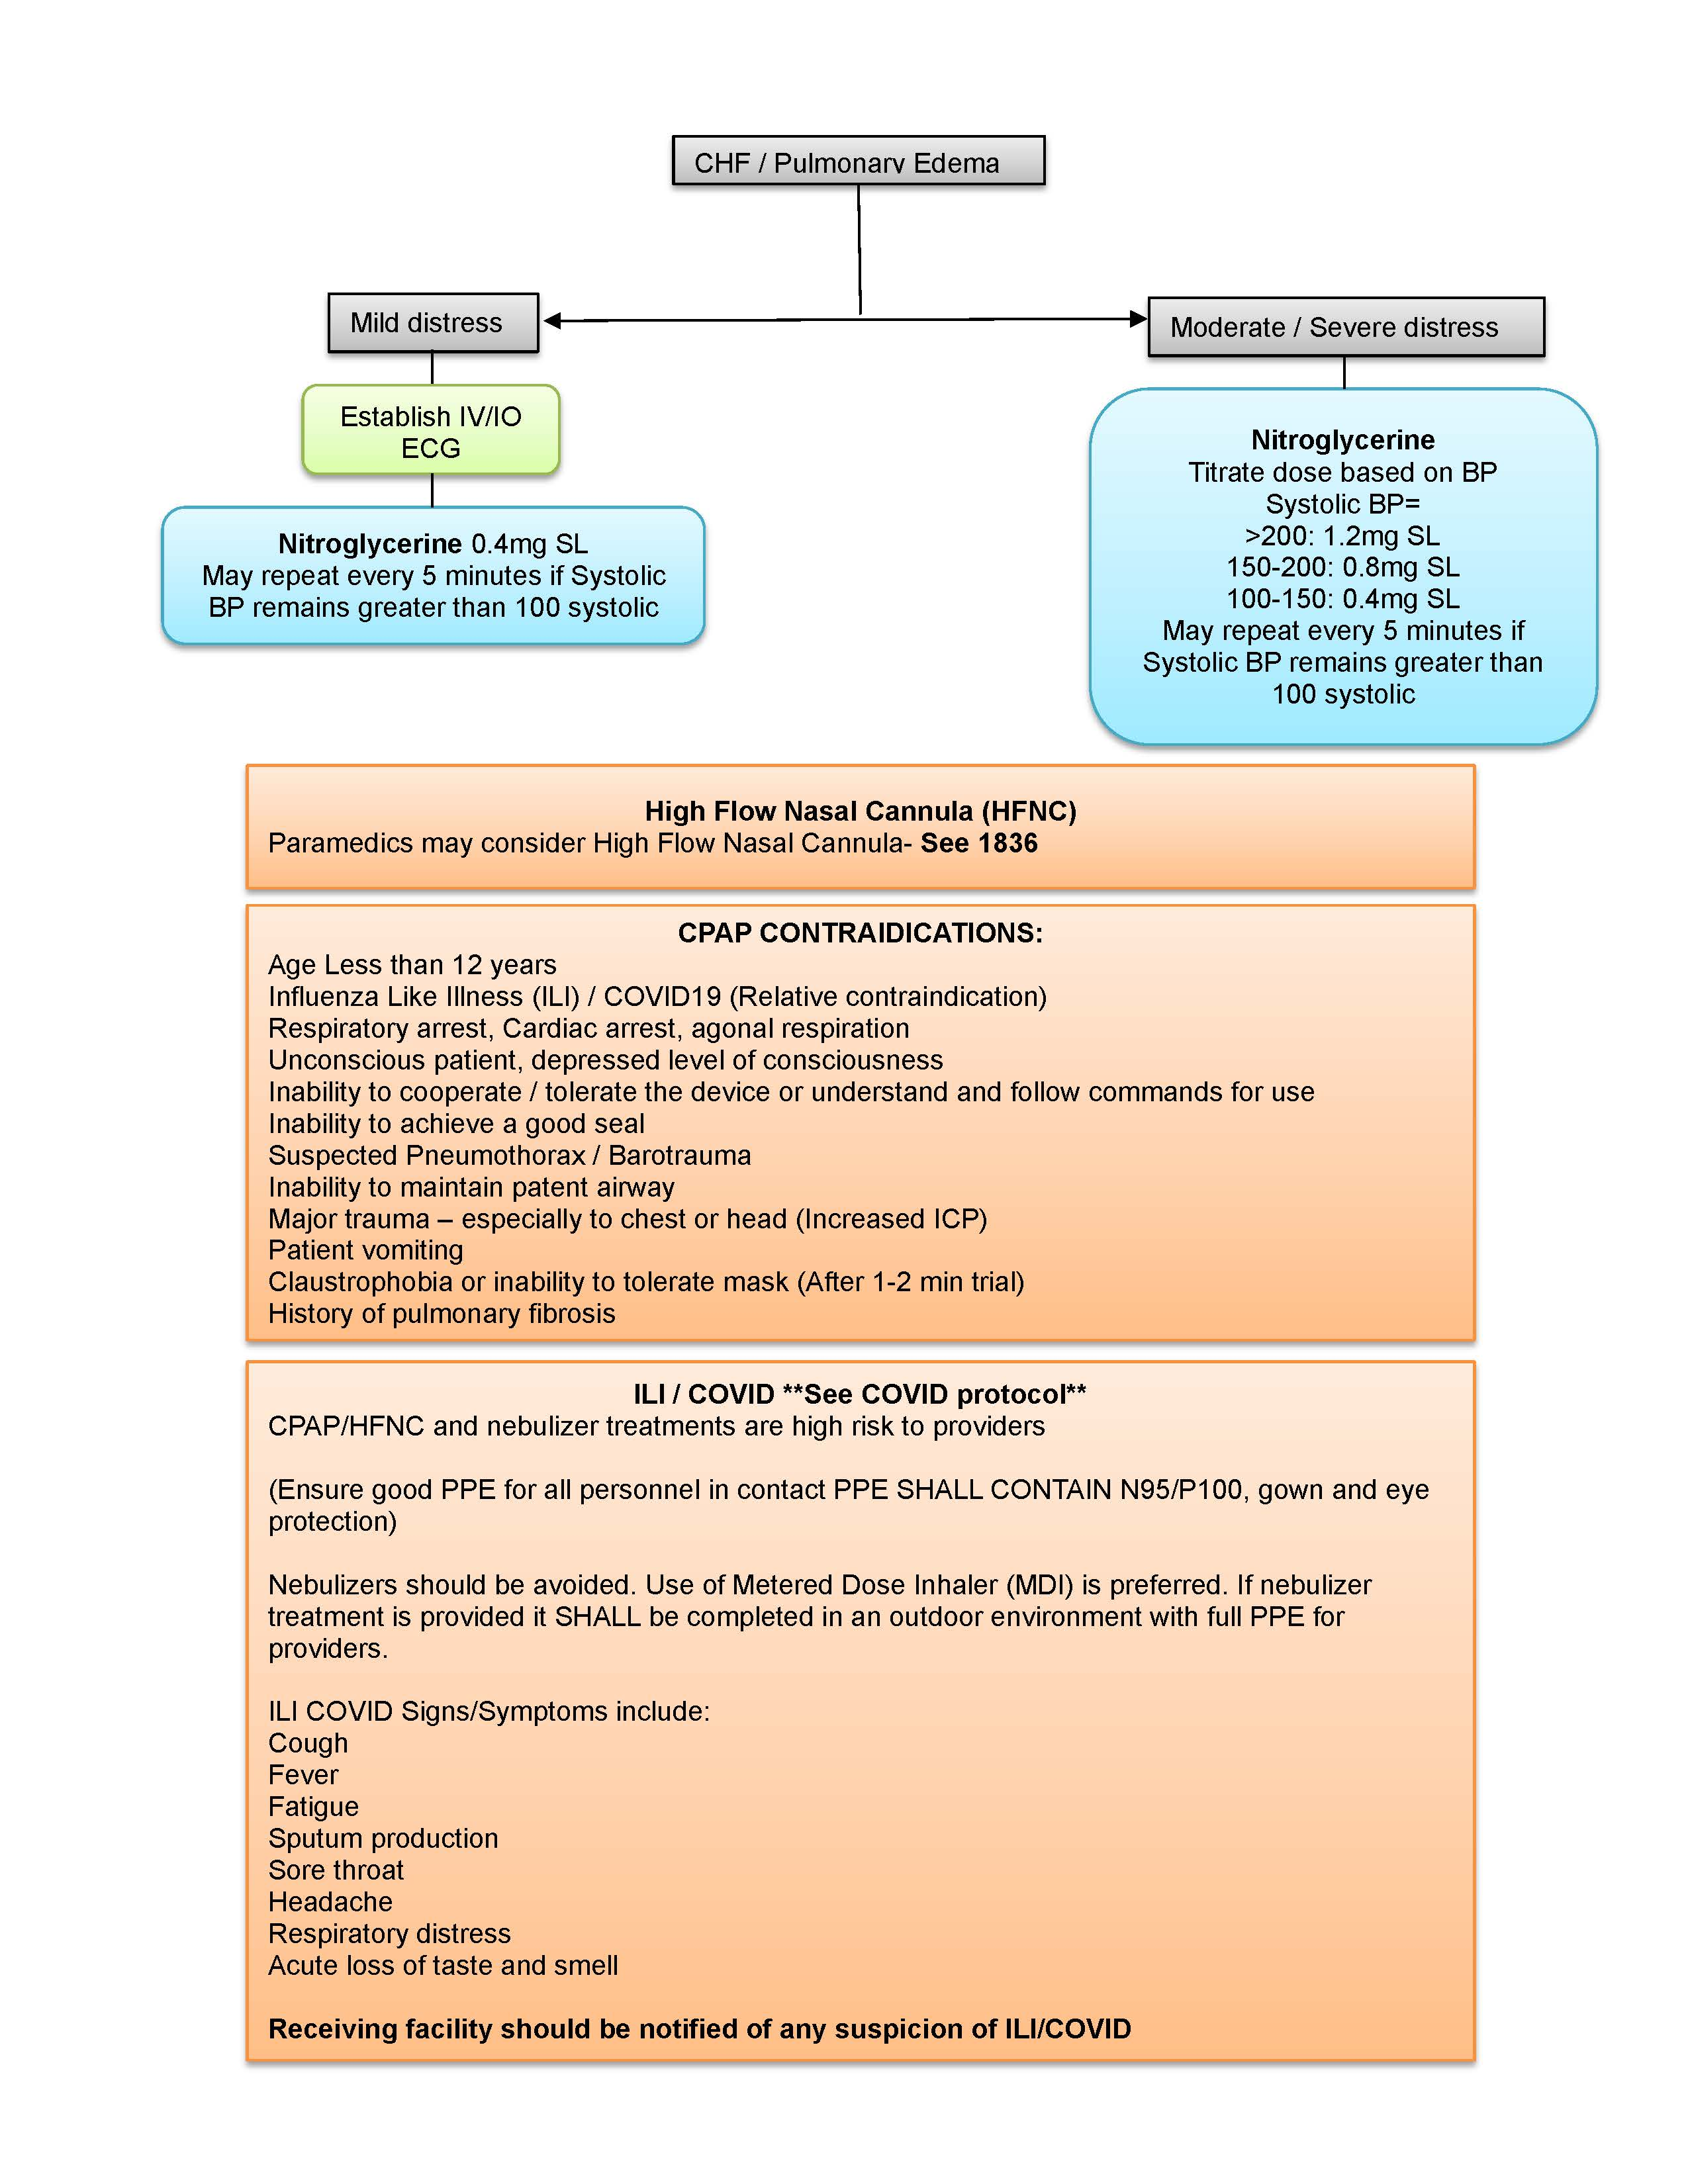 CHF / Pulmonary Edema
Mild distress
Moderate / Severe distress
Establish IV/IO
ECG
Nitroglycerine 0.4mg SL
May repeat every 5 minutes if Systolic
BP remains greater than 100 systolic
Nitroglycerine
Titrate dose based on BP
Systolic BP=
>200: 1.2mg SL
150-200: 0.8mg SL
100-150: 0.4mg SL
May repeat every 5 minutes if
Systolic BP remains greater than
100 systolic
High Flow Nasal Cannula (HFNC)
Paramedics may consider High Flow Nasal Cannula- See 1836
CPAP CONTRAIDICATIONS:
Age Less than 12 years
Influenza Like Illness (ILI) / COVID19 (Relative contraindication)
Respiratory arrest, Cardiac arrest, agonal respiration
Unconscious patient, depressed level of consciousness
Inability to cooperate / tolerate the device or understand and follow commands for use
Inability to achieve a good seal
Suspected Pneumothorax / Barotrauma
Inability to maintain patent airway
Major trauma – especially to chest or head (Increased ICP)
Patient vomiting
Claustrophobia or inability to tolerate mask (After 1-2 min trial)
History of pulmonary fibrosis
ILI / COVID **See COVID protocol**
CPAP/HFNC and nebulizer treatments are high risk to providers
(Ensure good PPE for all personnel in contact PPE SHALL CONTAIN N95/P100, gown and eye
protection)
Nebulizers should be avoided. Use of Metered Dose Inhaler (MDI) is preferred. If nebulizer
treatment is provided it SHALL be completed in an outdoor environment with full PPE for
providers.
ILI COVID Signs/Symptoms include:
Cough
Fever
Fatigue
Sputum production
Sore throat
Headache
Respiratory distress
Acute loss of taste and smell
Receiving facility should be notified of any suspicion of ILI/COVID